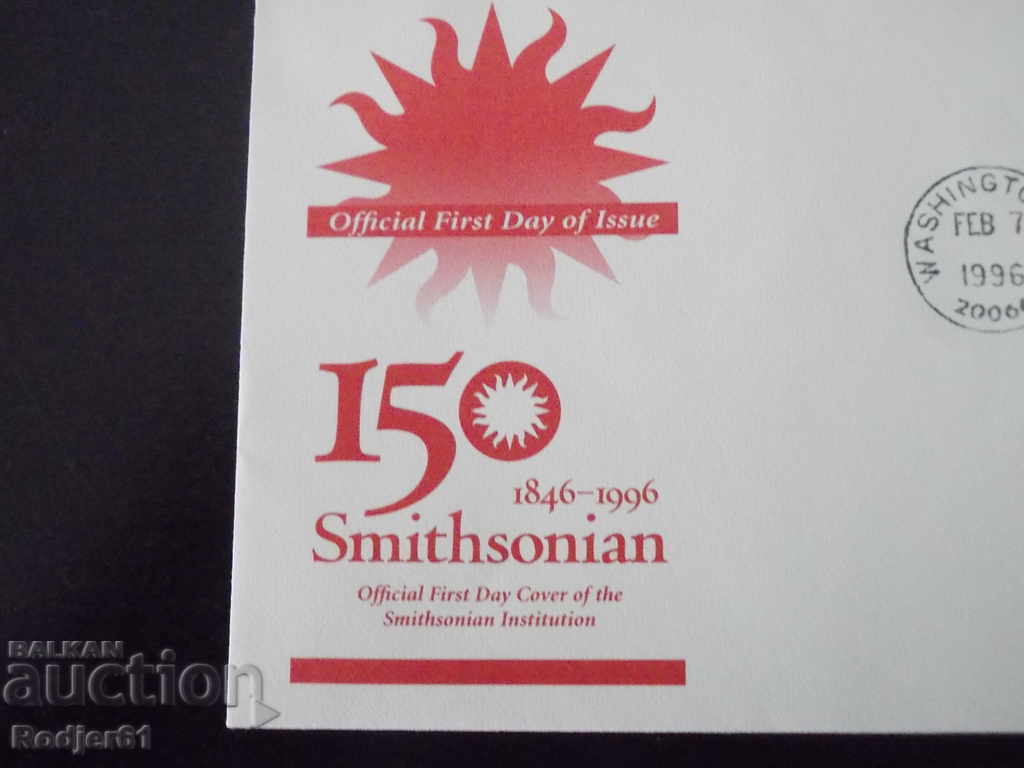 Official First Day of Issue
WASHINGTO
FEB 7
1996
2006
150
1846–1996
Smithsonian
Official First Day Cover of the
Smithsonian Institution
BALKAN
auction
Rodjer61